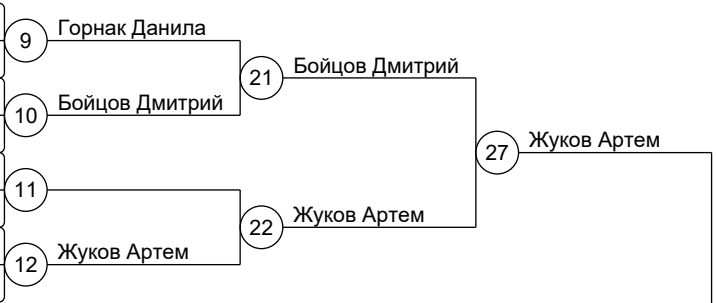 9 Горнак Данила
21 Бойцов Дмитрий
10 Бойцов Дмитрий
27 Жуков Артем
11
22 Жуков Артем
12 Жуков Артем